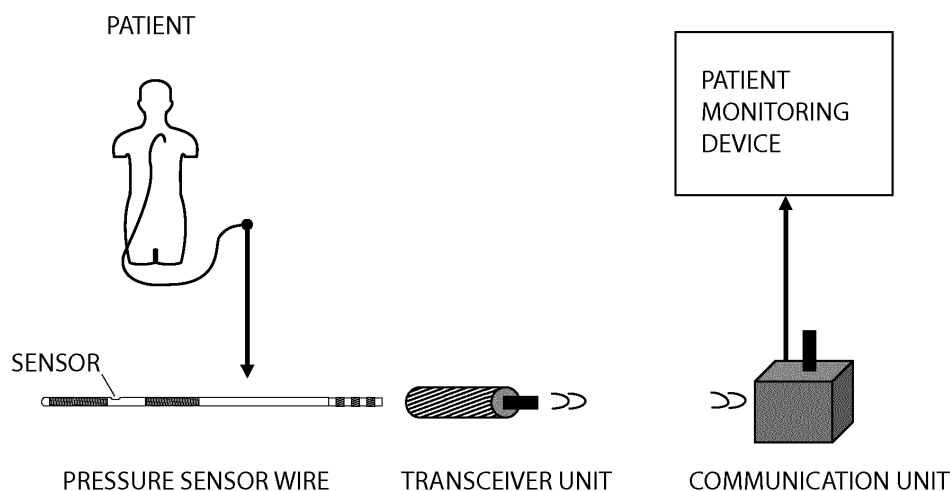 PATIENT
PATIENT
MONITORING
DEVICE
SENSOR
PRESSURE SENSOR WIRE
TRANSCEIVER UNIT
COMMUNICATION UNIT